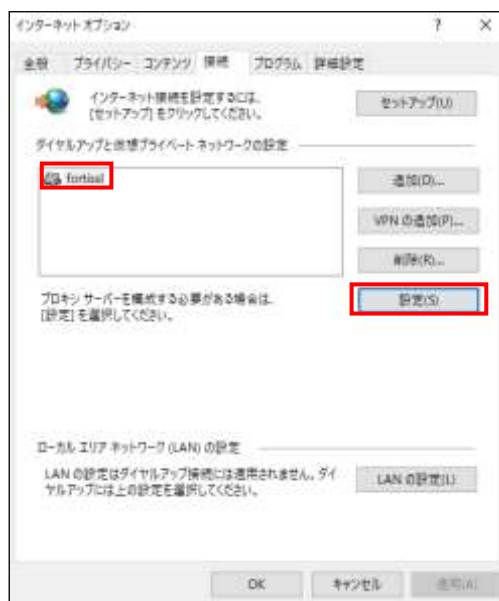 インターネット オプション
? ×
全般 プライバシー コンテンツ 接続 プログラム 詳細設定
インターネット接続を設定するには、
[セットアップ] をクリックしてください。
セットアップ(U)
ダイヤルアップと仮想プライベート ネットワークの設定
fortissl
追加(D)...
VPN の追加(P)...
削除(R)...
プロキシ サーバーを構成する必要がある場合は、
[設定] を選択してください。
設定(S)
ローカル エリア ネットワーク (LAN) の設定
LAN の設定はダイヤルアップ接続には適用されません。ダイ
ヤルアップには上の設定を選択してください。
LAN の設定(L)
OK キャンセル 適用(A)